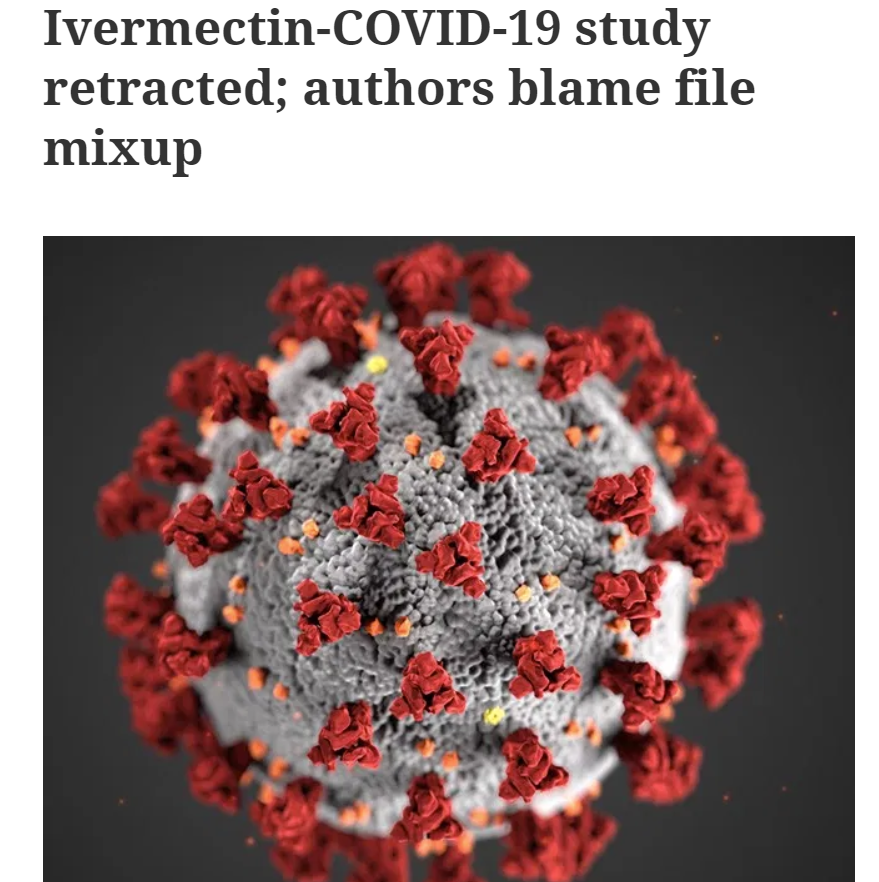 Ivermectin-COVID-19 study
retracted; authors blame file
mixup